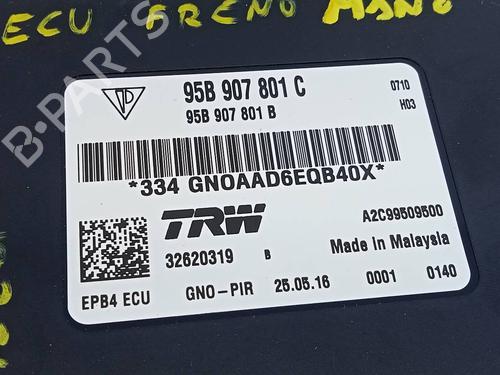 ECU FRENO MANO
B-PARTS
95B 907 801 C
95B 907 801 B
0710
H03
*334 GNOAAD6EQB40X*
TRW
A2C99509500
32620319 B
Made in Malaysia
EPB4 ECU GNO-PIR 25.05.16 0001 0140